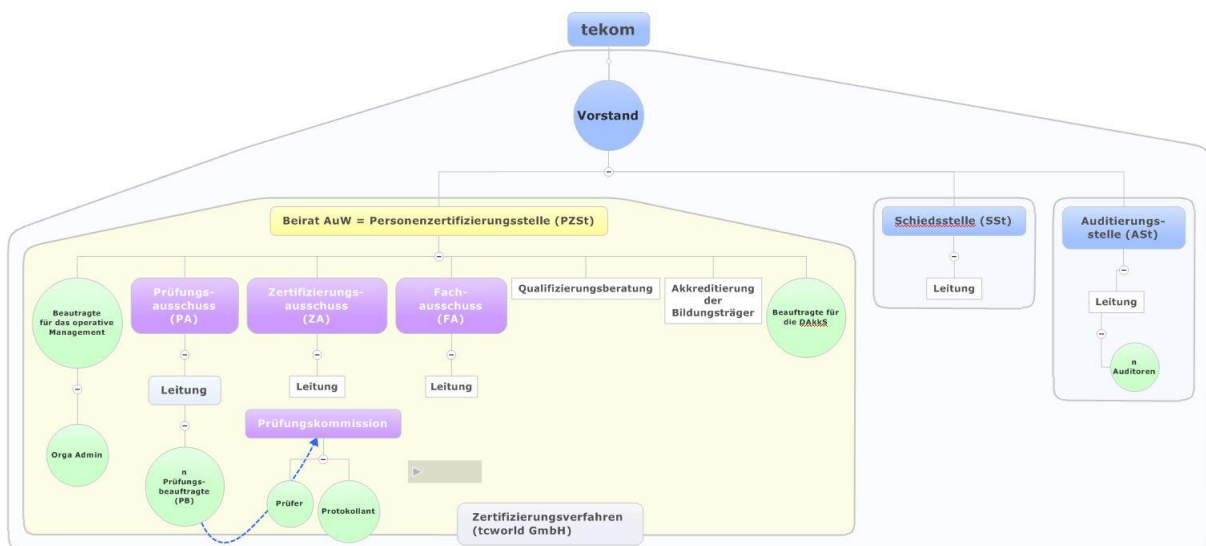 tekom
Vorstand
Beirat AuW = Personenzertifizierungsstelle (PZSt)
Schiedsstelle (SSt)
Auditierungs-
stelle (ASt)
Beautragte
für das operative
Management
Prüfungs-
ausschuss
(PA)
Zertifizierungs-
ausschuss
(ZA)
Fach-
ausschuss
(FA)
Qualifizierungsberatung
Akkreditierung
der
Bildungsträger
Beauftragte für
die DAkkS
Leitung
Leitung
Leitung
Leitung
Leitung
n
Auditoren
Prüfungskommission
Orga Admin
n
Prüfungs-
beauftragte
(PB)
Prüfer
Protokollant
Zertifizierungsverfahren
(tcworld GmbH)